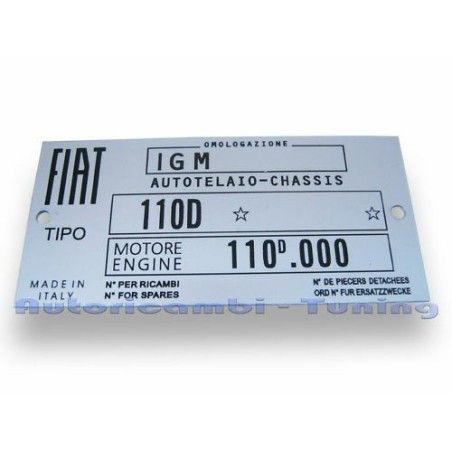 FIAT
OMOLOGAZIONE
IGM
AUTOTELAIO-CHASSIS
TIPO
110D ☆ ☆
MOTORE
ENGINE
110D.000
MADE IN
ITALY
N° PER RICAMBI
N° FOR SPARES
N° DE PIECERS DETACHEES
ORD N° FUR ERSATZZWECKE
Autoricambi - Tuning